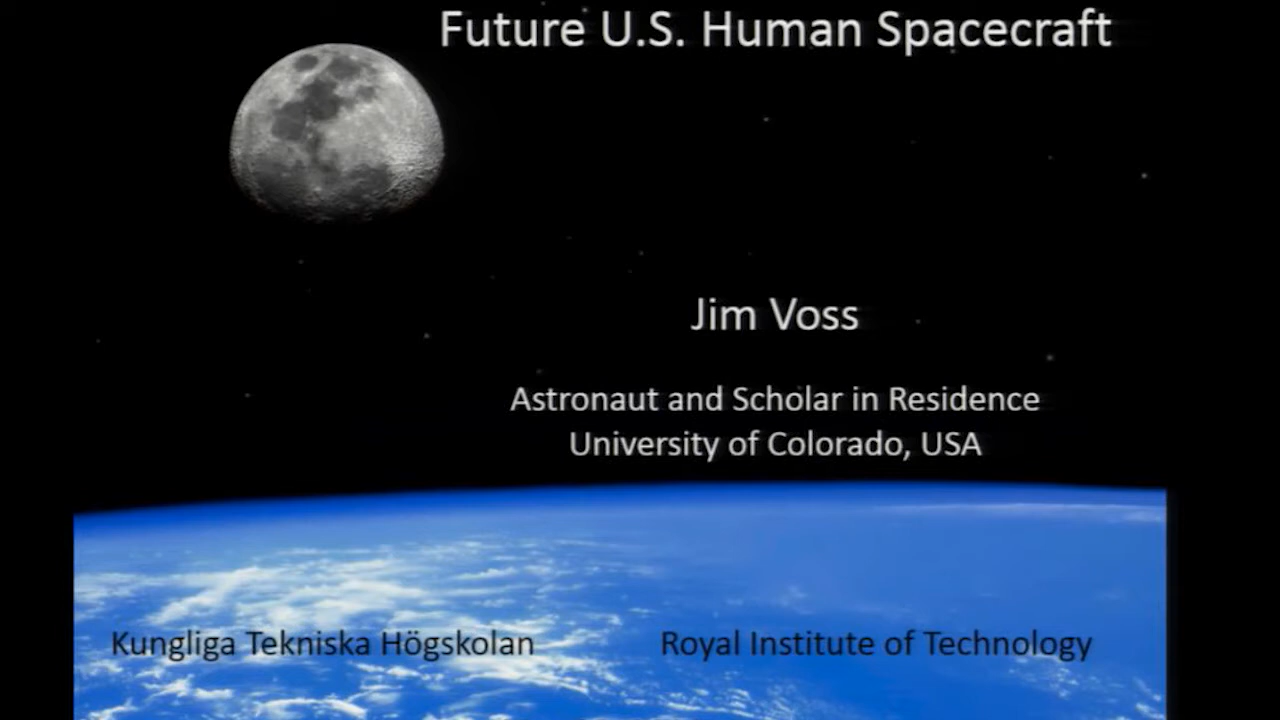 Future U.S. Human Spacecraft
Jim Voss
Astronaut and Scholar in Residence
University of Colorado, USA
Kungliga Tekniska Högskolan
Royal Institute of Technology